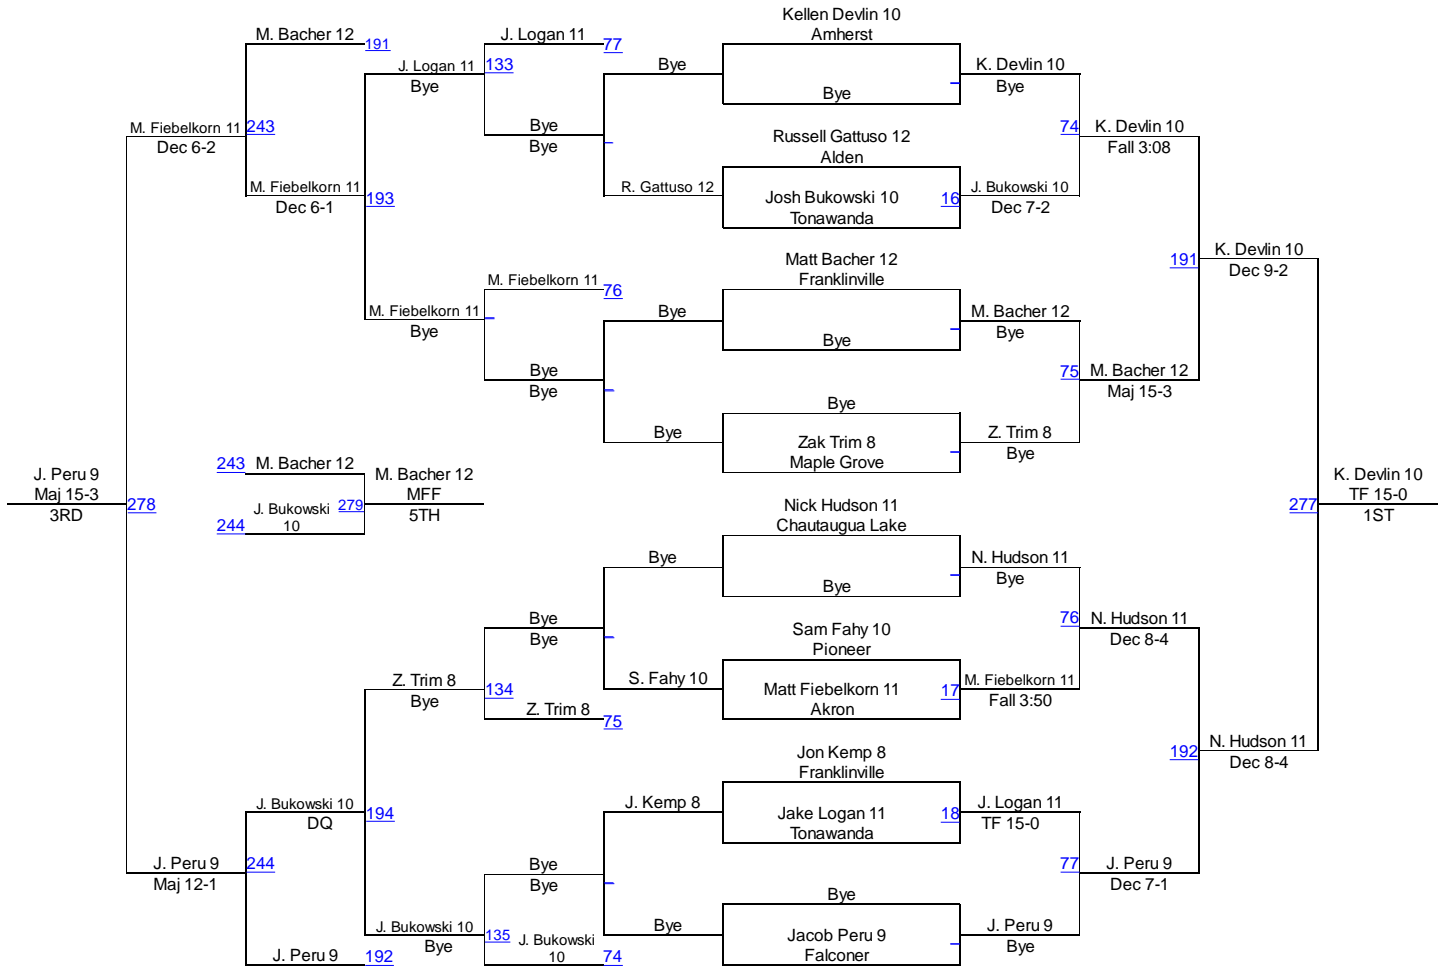 Kellen Devlin 10
Amherst
M. Bacher 12
191
J. Logan 11
77
J. Logan 11
133
Bye
Bye
K. Devlin 10
Bye
Bye
M. Fiebelkorn 11
243
Dec 6-2
Bye
Bye
Russell Gattuso 12
Alden
74
K. Devlin 10
Fall 3:08
M. Fiebelkorn 11
Dec 6-1
193
R. Gattuso 12
Josh Bukowski 10
Tonawanda
16
J. Bukowski 10
Dec 7-2
Matt Bacher 12
Franklinville
191
K. Devlin 10
Dec 9-2
M. Fiebelkorn 11
76
M. Fiebelkorn 11
Bye
Bye
Bye
M. Bacher 12
Bye
Bye
Bye
75
M. Bacher 12
Maj 15-3
Bye
Bye
Zak Trim 8
Maple Grove
Z. Trim 8
Bye
J. Peru 9
Maj 15-3
3RD
278
243
M. Bacher 12
J. Bukowski
10
244
279
M. Bacher 12
MFF
5TH
Nick Hudson 11
Chautaugua Lake
277
K. Devlin 10
TF 15-0
1ST
Bye
Bye
N. Hudson 11
Bye
Bye
Bye
Sam Fahy 10
Pioneer
76
N. Hudson 11
Dec 8-4
Z. Trim 8
Bye
134
S. Fahy 10
Matt Fiebelkorn 11
Akron
17
M. Fiebelkorn 11
Fall 3:50
Z. Trim 8
75
Jon Kemp 8
Franklinville
192
N. Hudson 11
Dec 8-4
J. Bukowski 10
DQ
194
J. Kemp 8
Jake Logan 11
Tonawanda
18
J. Logan 11
TF 15-0
J. Peru 9
Maj 12-1
244
Bye
Bye
77
J. Peru 9
Dec 7-1
Bye
J. Bukowski 10
Bye
135
J. Bukowski
10
74
Bye
Jacob Peru 9
Falconer
J. Peru 9
Bye
J. Peru 9
192